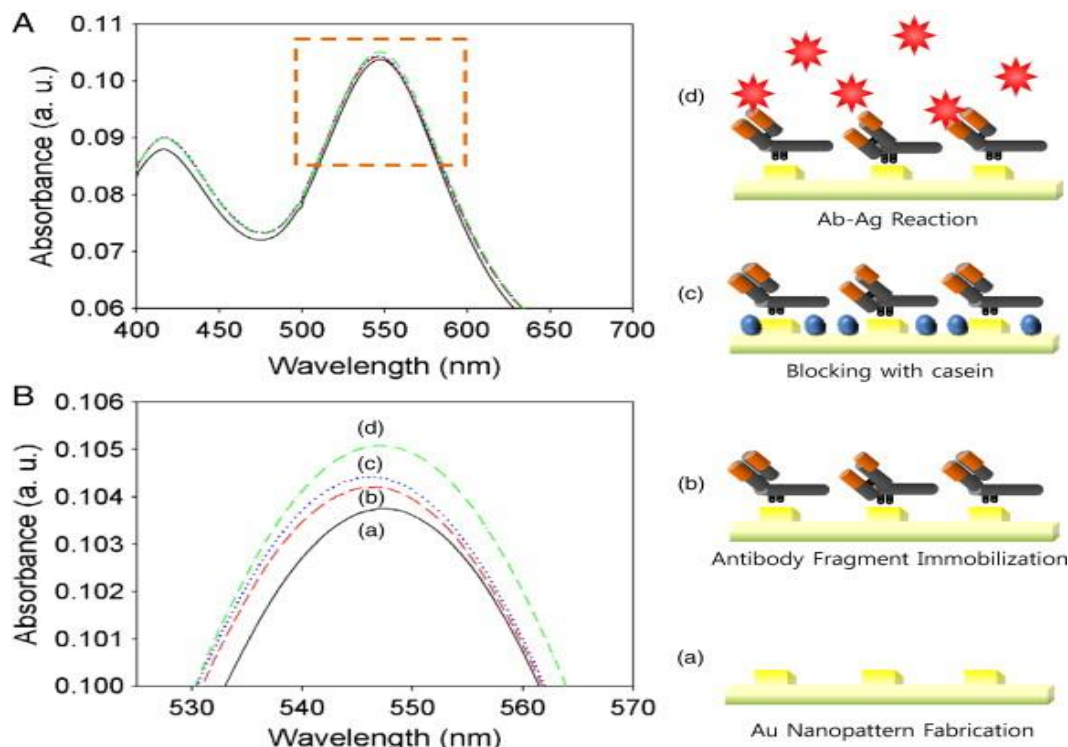 A
Absorbance (a. u.)
0.11
0.10
0.09
0.08
0.07
0.06
400 450 500 550 600 650 700
Wavelength (nm)
B
Absorbance (a. u.)
0.106
0.105
0.104
0.103
0.102
0.101
0.100
(d)
(c)
(b)
(a)
530 540 550 560 570
Wavelength (nm)
(d)
Ab-Ag Reaction
(c)
Blocking with casein
(b)
Antibody Fragment Immobilization
(a)
Au Nanopattern Fabrication